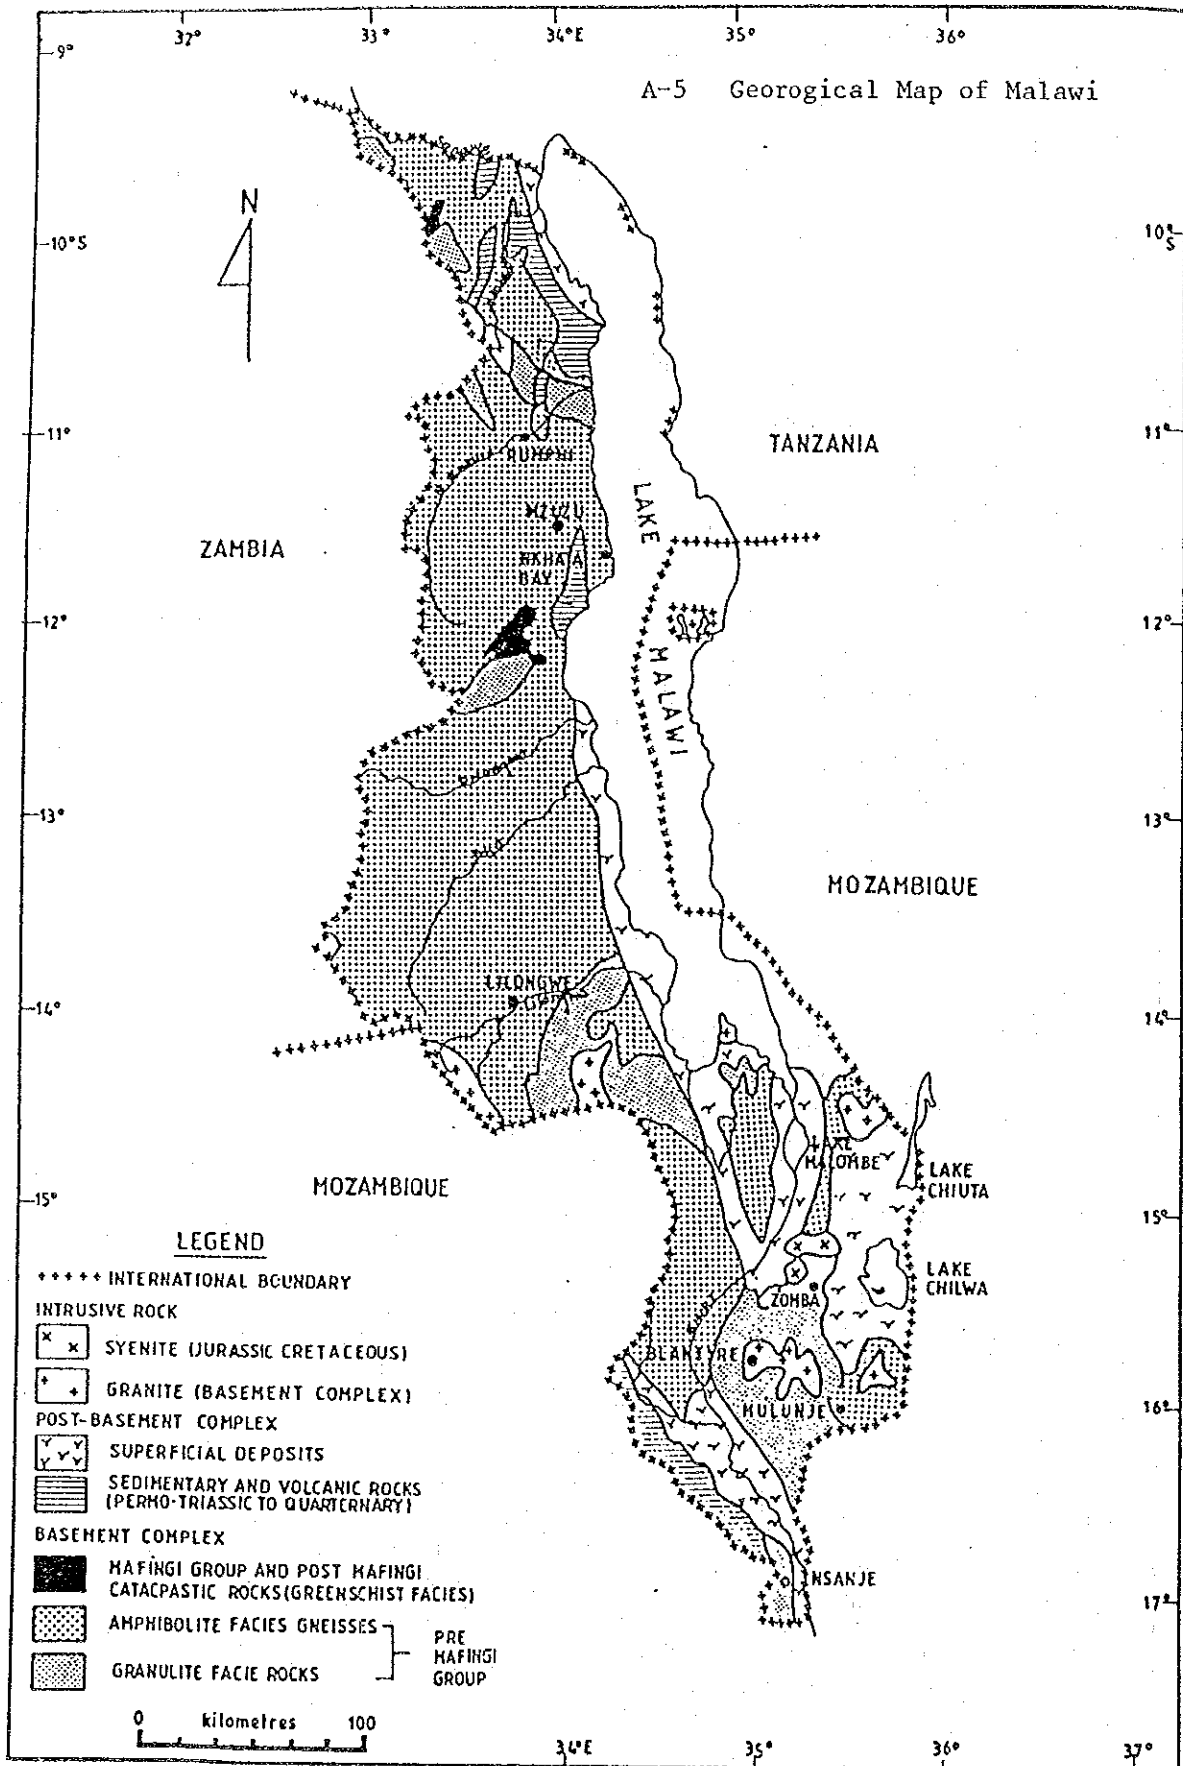 32° 33° 34°E 35° 36°
9°
A-5 Georogical Map of Malawi
N
10°S
10°
S
11°
11°
TANZANIA
RUMPHI
MZUZU
LAKE
ZAMBIA
NKHATA
BAY
12°
12°
MALAWI
13°
13°
MOZAMBIQUE
LILONGWE
14°
14°
LAKE
MALOMBE
LAKE
CHIUTA
MOZAMBIQUE
15°
15°
LEGEND
LAKE
CHILWA
INTERNATIONAL BOUNDARY
ZOMBA
INTRUSIVE ROCK
SYENITE (JURASSIC CRETACEOUS)
BLANTYRE
GRANITE (BASEMENT COMPLEX)
MULUNJE
16°
POST-BASEMENT COMPLEX
SUPERFICIAL DEPOSITS
SEDIMENTARY AND VOLCANIC ROCKS
(PERMO-TRIASSIC TO QUARTERNARY)
BASEMENT COMPLEX
MAFINGI GROUP AND POST MAFINGI
CATACPASTIC ROCKS (GREENSCHIST FACIES)
NSANJE
17°
AMPHIBOLITE FACIES GNEISSES
PRE
MAFINGI
GROUP
GRANULITE FACIE ROCKS
0 kilometres 100
34°E 35° 36° 37°